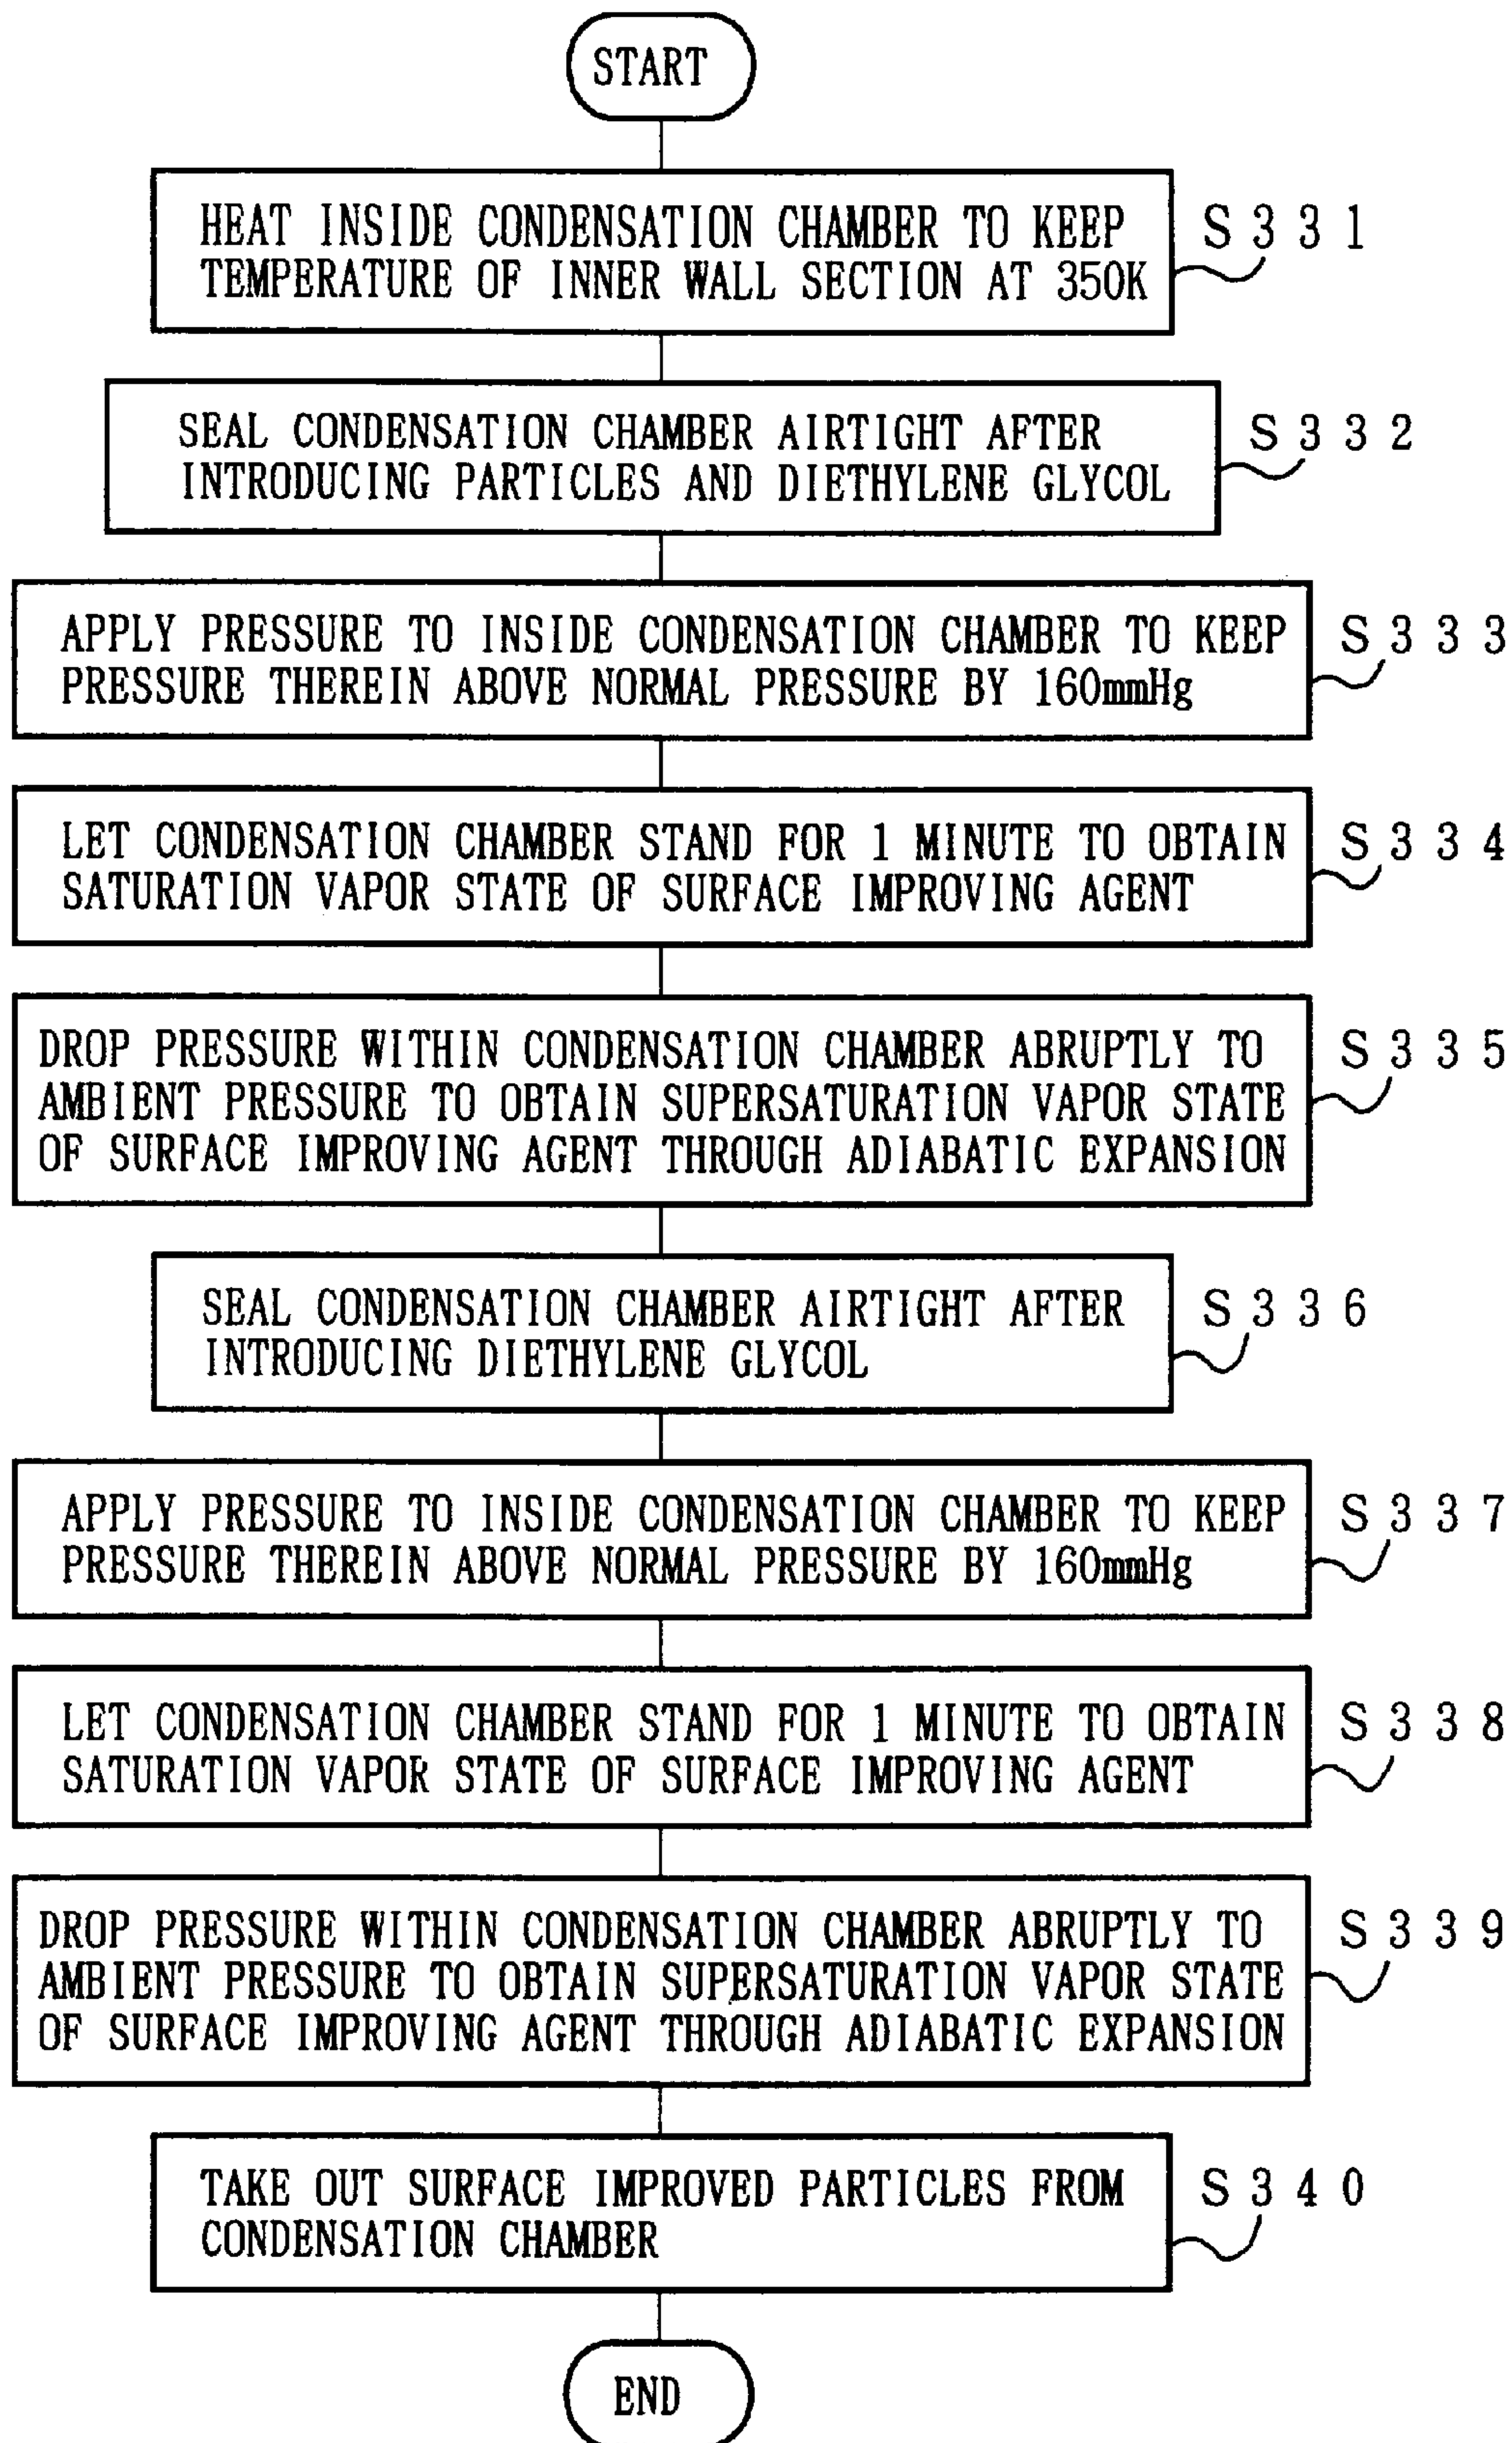 START
HEAT INSIDE CONDENSATION CHAMBER TO KEEP
TEMPERATURE OF INNER WALL SECTION AT 350K
S331
SEAL CONDENSATION CHAMBER AIRTIGHT AFTER
INTRODUCING PARTICLES AND DIETHYLENE GLYCOL
S332
APPLY PRESSURE TO INSIDE CONDENSATION CHAMBER TO KEEP
PRESSURE THEREIN ABOVE NORMAL PRESSURE BY 160mmHg
S333
LET CONDENSATION CHAMBER STAND FOR 1 MINUTE TO OBTAIN
SATURATION VAPOR STATE OF SURFACE IMPROVING AGENT
S334
DROP PRESSURE WITHIN CONDENSATION CHAMBER ABRUPTLY TO
AMBIENT PRESSURE TO OBTAIN SUPERSATURATION VAPOR STATE
OF SURFACE IMPROVING AGENT THROUGH ADIABATIC EXPANSION
S335
SEAL CONDENSATION CHAMBER AIRTIGHT AFTER
INTRODUCING DIETHYLENE GLYCOL
S336
APPLY PRESSURE TO INSIDE CONDENSATION CHAMBER TO KEEP
PRESSURE THEREIN ABOVE NORMAL PRESSURE BY 160mmHg
S337
LET CONDENSATION CHAMBER STAND FOR 1 MINUTE TO OBTAIN
SATURATION VAPOR STATE OF SURFACE IMPROVING AGENT
S338
DROP PRESSURE WITHIN CONDENSATION CHAMBER ABRUPTLY TO
AMBIENT PRESSURE TO OBTAIN SUPERSATURATION VAPOR STATE
OF SURFACE IMPROVING AGENT THROUGH ADIABATIC EXPANSION
S339
TAKE OUT SURFACE IMPROVED PARTICLES FROM
CONDENSATION CHAMBER
S340
END